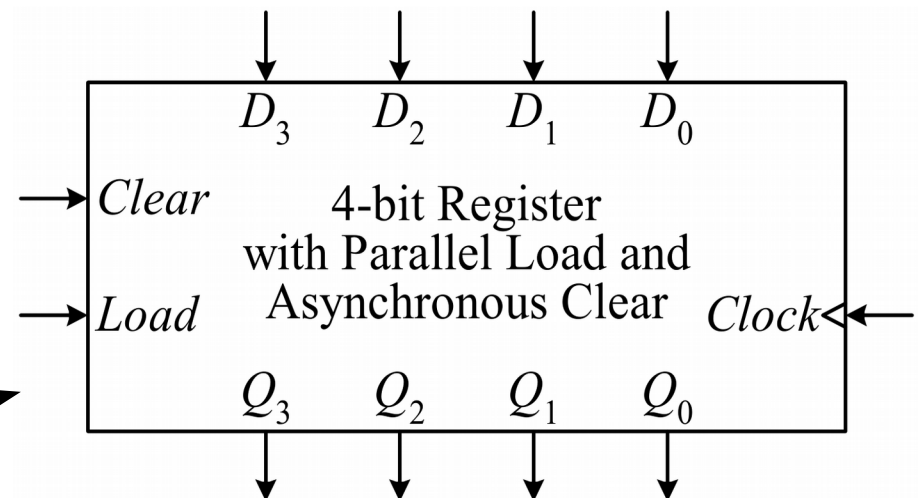 D₃ D₂ D₁ D₀
Clear
4-bit Register
with Parallel Load and
Asynchronous Clear
Load
Clock
Q₃ Q₂ Q₁ Q₀